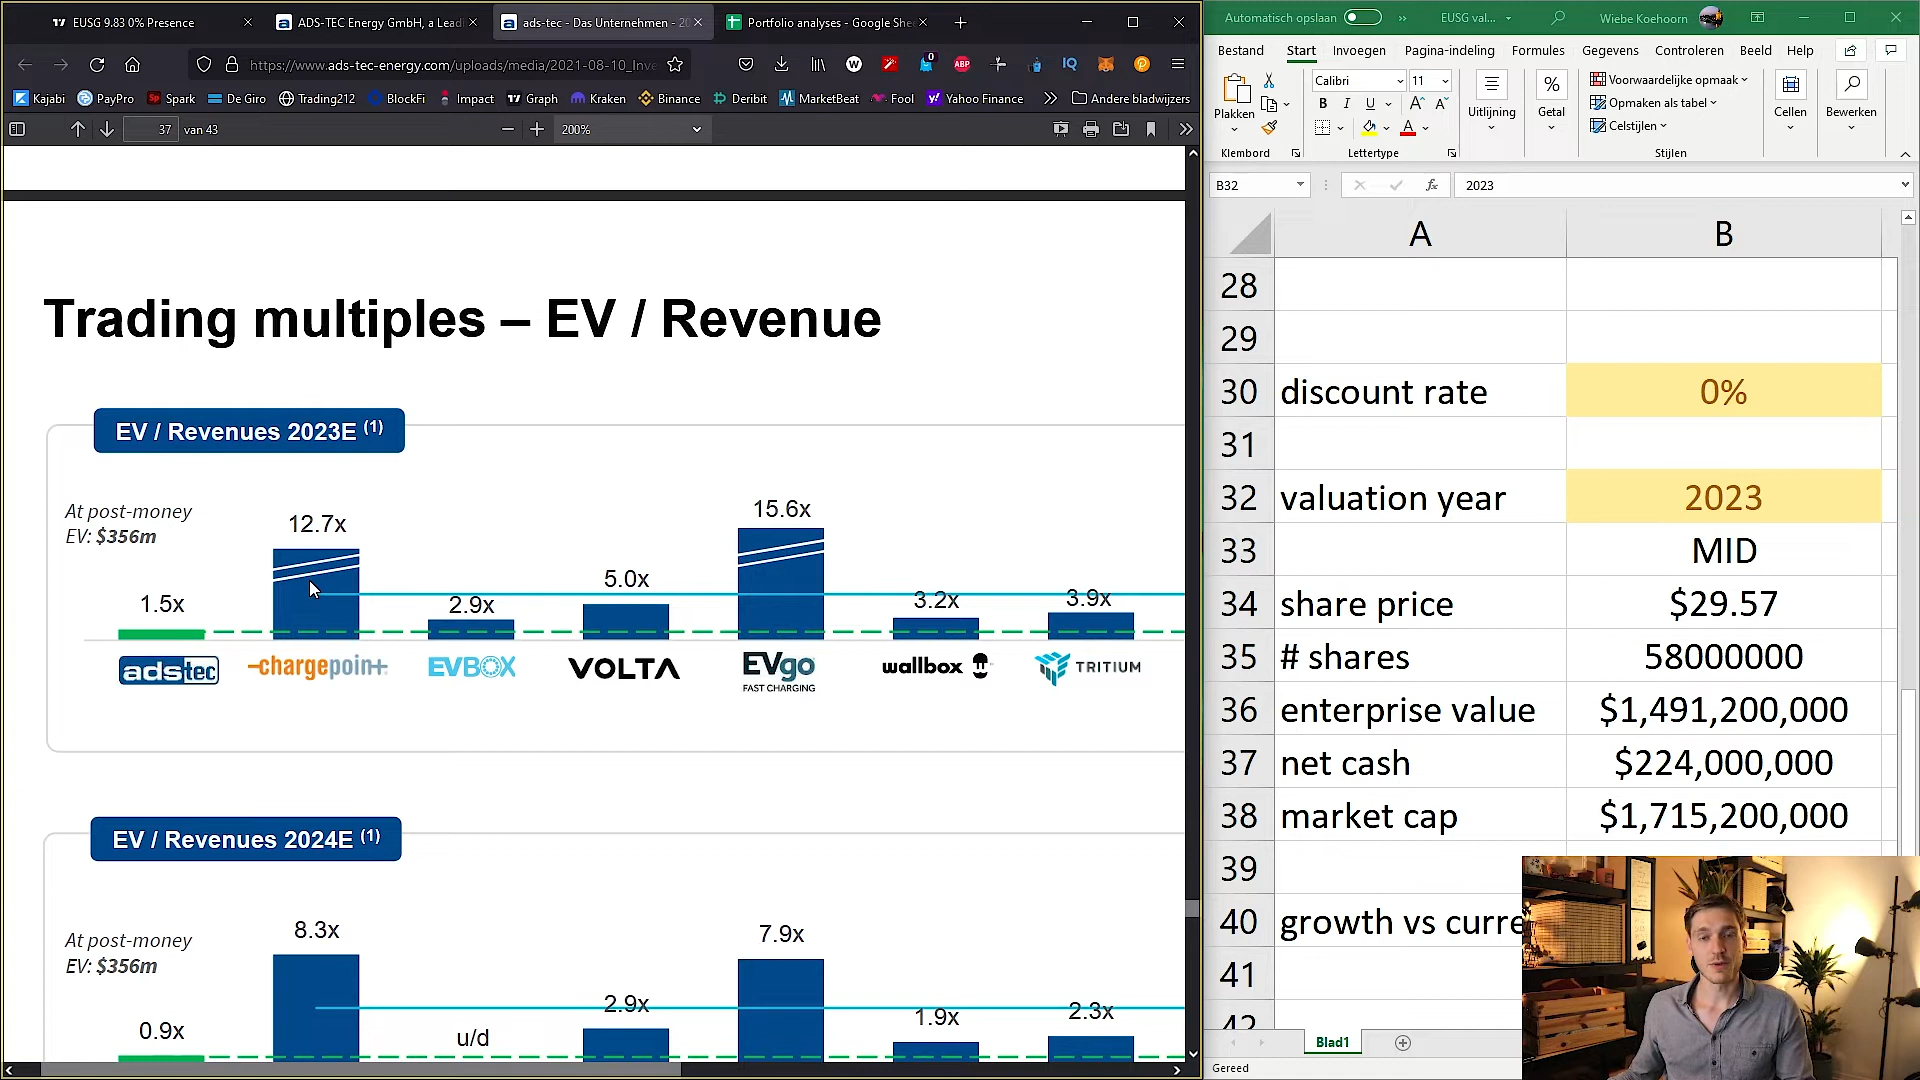 EUSG 9.83 0% Presence
ADS-TEC Energy GmbH, a Lead
ads-tec - Das Unternehmen - 20
Portfolio analyses - Google She
https://www.ads-tec-energy.com/uploads/media/2021-08-10_Inve
Kajabi
PayPro
Spark
De Giro
Trading212
BlockFi
Impact
Graph
Kraken
Binance
Deribit
MarketBeat
Fool
Yahoo Finance
Andere bladwijzers
37 van 43
200%
Trading multiples – EV / Revenue
EV / Revenues 2023E (1)
At post-money
EV: $356m
1.5x
12.7x
2.9x
5.0x
15.6x
3.2x
3.9x
adstec
chargepoin+
EVBOX
VOLTA
EVgo
FAST CHARGING
wallbox
TRITIUM
EV / Revenues 2024E (1)
At post-money
EV: $356m
0.9x
8.3x
u/d
2.9x
7.9x
1.9x
2.3x
Automatisch opslaan
EUSG val...
Wiebe Koehoorn
Bestand
Start
Invoegen
Pagina-indeling
Formules
Gegevens
Controleren
Beeld
Help
Plakken
Klembord
Calibri
11
B I U
Lettertype
Uitlijning
Getal
Voorwaardelijke opmaak
Opmaken als tabel
Celstijlen
Stijlen
Cellen
Bewerken
B32
fx
2023
A B
28
29
30 discount rate 0%
31
32 valuation year 2023
33 MID
34 share price $29.57
35 # shares 58000000
36 enterprise value $1,491,200,000
37 net cash $224,000,000
38 market cap $1,715,200,000
39
40 growth vs curre
41
42
Blad1
Gereed